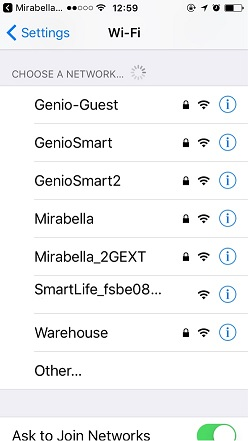 Mirabella... 12:59
Settings Wi-Fi
CHOOSE A NETWORK...
Genio-Guest
GenioSmart
GenioSmart2
Mirabella
Mirabella_2GEXT
SmartLife_fsbe08...
Warehouse
Other...
Ask to Join Networks